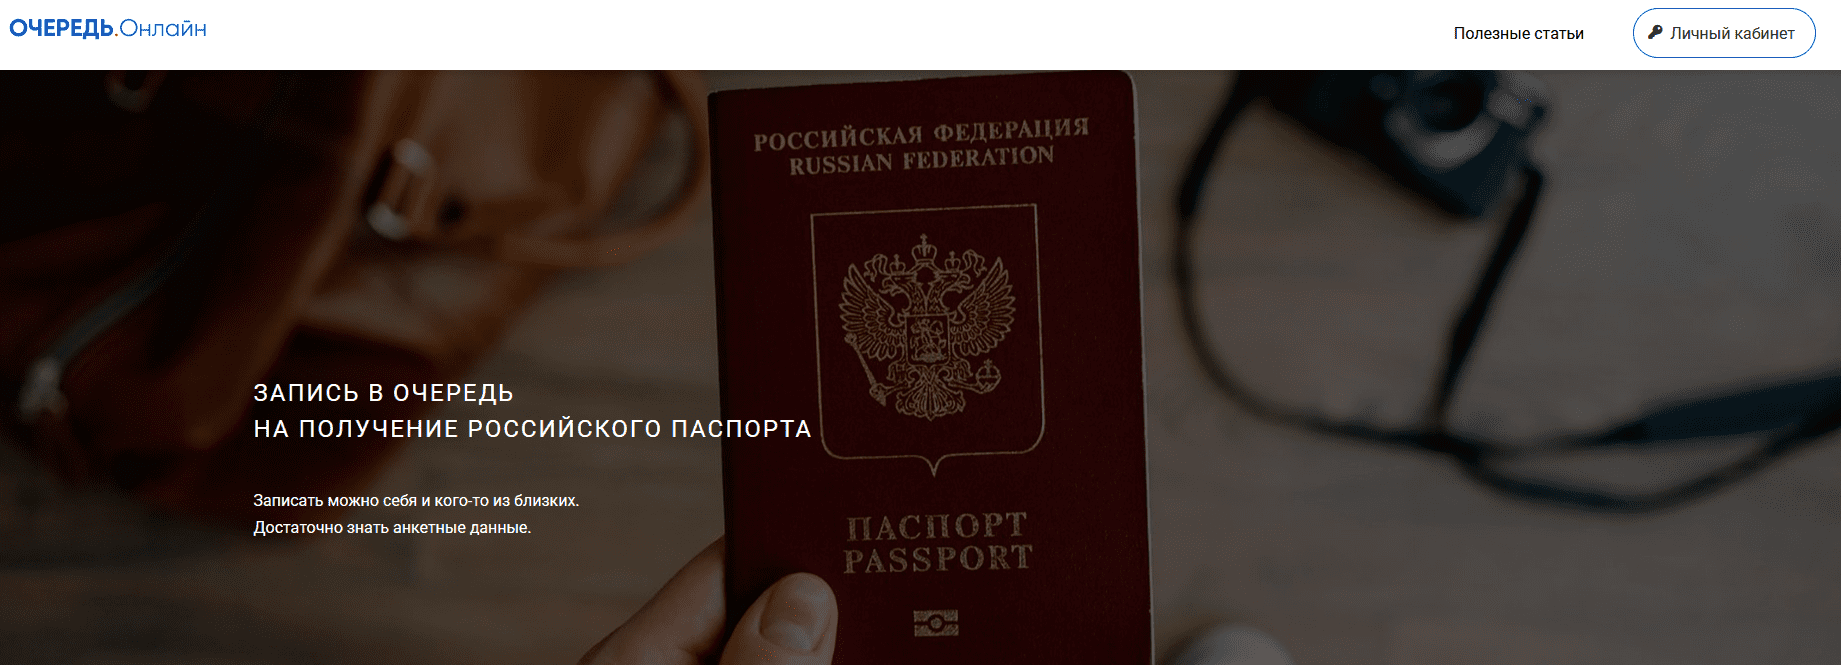 ОЧЕРЕДЬ.Онлайн
Полезные статьи
Личный кабинет
РОССИЙСКАЯ ФЕДЕРАЦИЯ
RUSSIAN FEDERATION
ЗАПИСЬ В ОЧЕРЕДЬ
НА ПОЛУЧЕНИЕ РОССИЙСКОГО ПАСПОРТА
Записать можно себя и кого-то из близких.
Достаточно знать анкетные данные.
ПАСПОРТ
PASSPORT